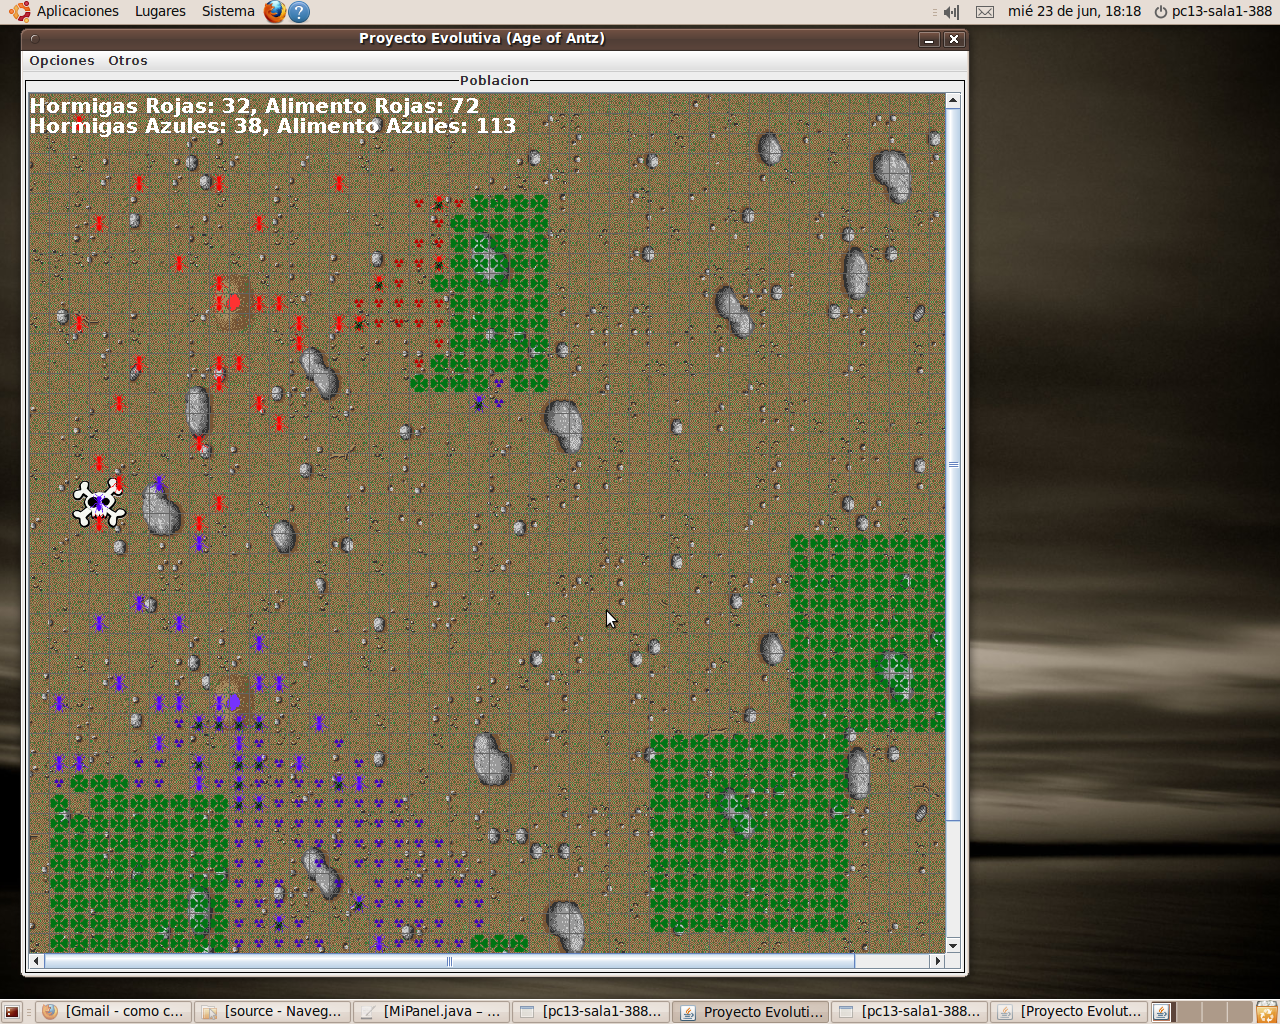 Aplicaciones Lugares Sistema mié 23 de jun, 18:18 pc13-sala1-388
Proyecto Evolutiva (Age of Antz)
Opciones Otros
Poblacion
Hormigas Rojas: 32, Alimento Rojas: 72
Hormigas Azules: 38, Alimento Azules: 113
[Gmail - como c... [source - Naveg... [MiPanel.java – ... [pc13-sala1-388... Proyecto Evoluti... [pc13-sala1-388... [Proyecto Evolut...